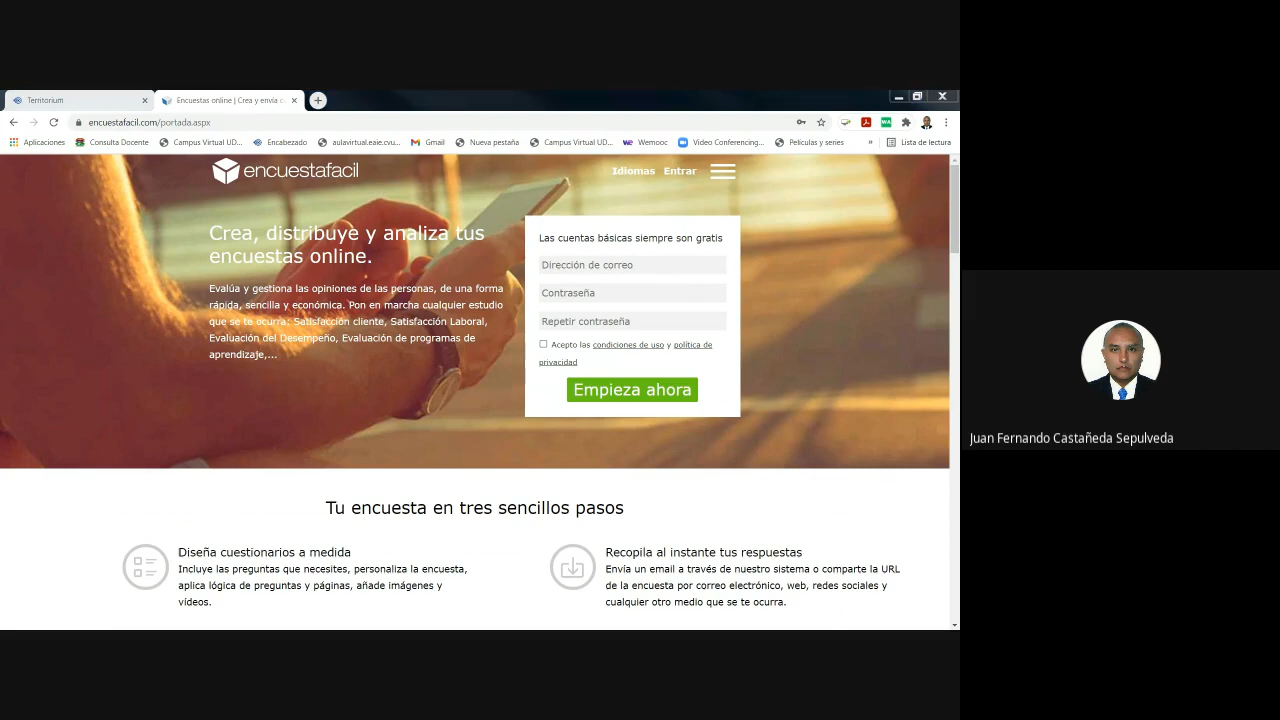 Territorium
Encuestas online | Crea y envía c
encuestafacil.com/portada.aspx
Aplicaciones
Consulta Docente
Campus Virtual UD...
Encabezado
aulavirtual.eaie.cvu...
Gmail
Nueva pestaña
Campus Virtual UD...
Wemooc
Video Conferencing...
Películas y series
»
Lista de lectura
encuestafacil
Idiomas Entrar
Crea, distribuye y analiza tus
encuestas online.
Evalúa y gestiona las opiniones de las personas, de una forma
rápida, sencilla y económica. Pon en marcha cualquier estudio
que se te ocurra: Satisfacción cliente, Satisfacción Laboral,
Evaluación del Desempeño, Evaluación de programas de
aprendizaje,...
Las cuentas básicas siempre son gratis
Dirección de correo
Contraseña
Repetir contraseña
Acepto las condiciones de uso y política de
privacidad
Empieza ahora
Tu encuesta en tres sencillos pasos
Diseña cuestionarios a medida
Incluye las preguntas que necesites, personaliza la encuesta,
aplica lógica de preguntas y páginas, añade imágenes y
vídeos.
Recopila al instante tus respuestas
Envía un email a través de nuestro sistema o comparte la URL
de la encuesta por correo electrónico, web, redes sociales y
cualquier otro medio que se te ocurra.
Juan Fernando Castañeda Sepulveda